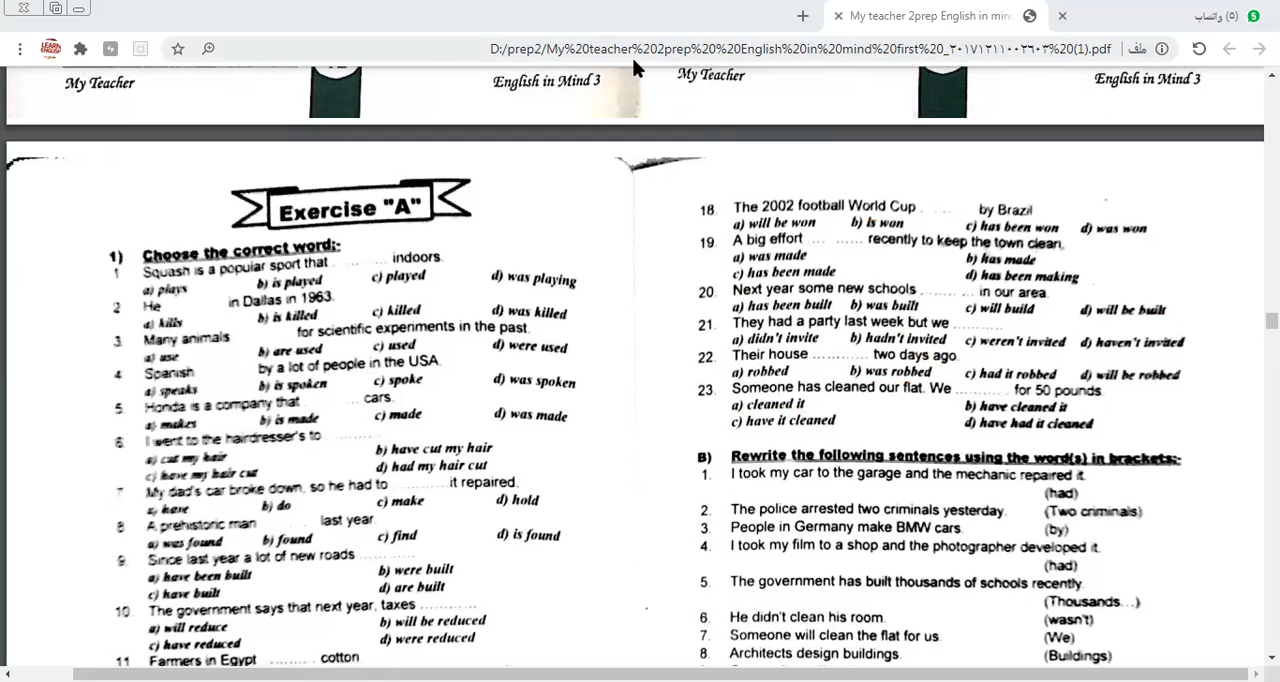 My teacher 2prep English in mind
واتساب (٥)
5
D:/prep2/My%20teacher%202prep%20%20English%20in%20mind%20first%20_٢٠١٧١٢١١٠٠٢٦٠٣%20(1).pdf
ملف
LEARN ENGLISH
My Teacher
English in Mind 3
My Teacher
English in Mind 3
Exercise "A"
1) Choose the correct word:-
1 Squash is a popular sport that ........ indoors.
a) plays b) is played c) played d) was playing
2 He in Dallas in 1963.
a) kills b) is killed c) killed d) was killed
3 Many animals for scientific experiments in the past.
a) use b) are used c) used d) were used
4 Spanish by a lot of people in the USA.
a) speaks b) is spoken c) spoke d) was spoken
5. Honda is a company that ..... cars.
a) makes b) is made c) made d) was made
6 I went to the hairdresser's to ..........
a) cut my hair b) have cut my hair
c) have my hair cut d) had my hair cut
7 My dad's car broke down, so he had to .......... it repaired.
a) have b) do c) make d) hold
8 A prehistoric man last year.
a) was found b) found c) find d) is found
9. Since last year a lot of new roads ............
a) have been built b) were built
c) have built d) are built
10. The government says that next year, taxes ............
a) will reduce b) will be reduced
c) have reduced d) were reduced
11 Farmers in Egypt .......... cotton
18. The 2002 football World Cup ........ by Brazil
a) will be won b) is won c) has been won d) was won
19. A big effort ............ recently to keep the town clean.
a) was made b) has made
c) has been made d) has been making
20. Next year some new schools ............ in our area.
a) has been built b) was built c) will build d) will be built
21. They had a party last week but we ............
a) didn't invite b) hadn't invited c) weren't invited d) haven't invited
22. Their house ............ two days ago.
a) robbed b) was robbed c) had it robbed d) will be robbed
23. Someone has cleaned our flat. We ............ for 50 pounds.
a) cleaned it b) have cleaned it
c) have it cleaned d) have had it cleaned
B) Rewrite the following sentences using the word(s) in brackets:-
1. I took my car to the garage and the mechanic repaired it.
(had)
2. The police arrested two criminals yesterday. (Two criminals)
3. People in Germany make BMW cars. (by)
4. I took my film to a shop and the photographer developed it.
(had)
5. The government has built thousands of schools recently.
(Thousands...)
6. He didn't clean his room. (wasn't)
7. Someone will clean the flat for us. (We)
8. Architects design buildings. (Buildings)